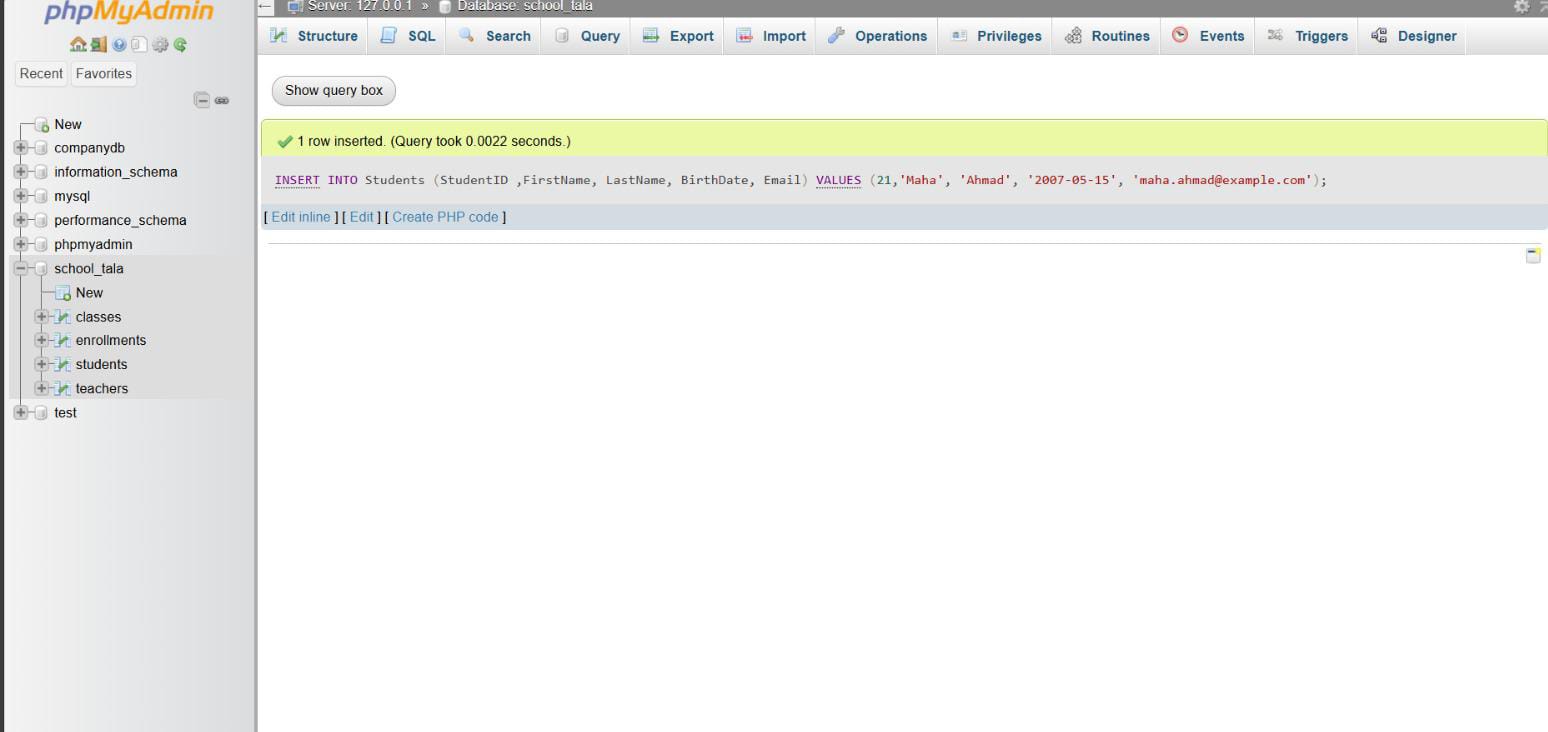 phpMyAdmin
Recent Favorites
New
companydb
information_schema
mysql
performance_schema
phpmyadmin
school_tala
New
classes
enrollments
students
teachers
test
Server: 127.0.0.1 » Database: school_tala
Structure SQL Search Query Export Import Operations Privileges Routines Events Triggers Designer
Show query box
1 row inserted. (Query took 0.0022 seconds.)
INSERT INTO Students (StudentID ,FirstName, LastName, BirthDate, Email) VALUES (21,'Maha', 'Ahmad', '2007-05-15', 'maha.ahmad@example.com');
[ Edit inline ] [ Edit ] [ Create PHP code ]